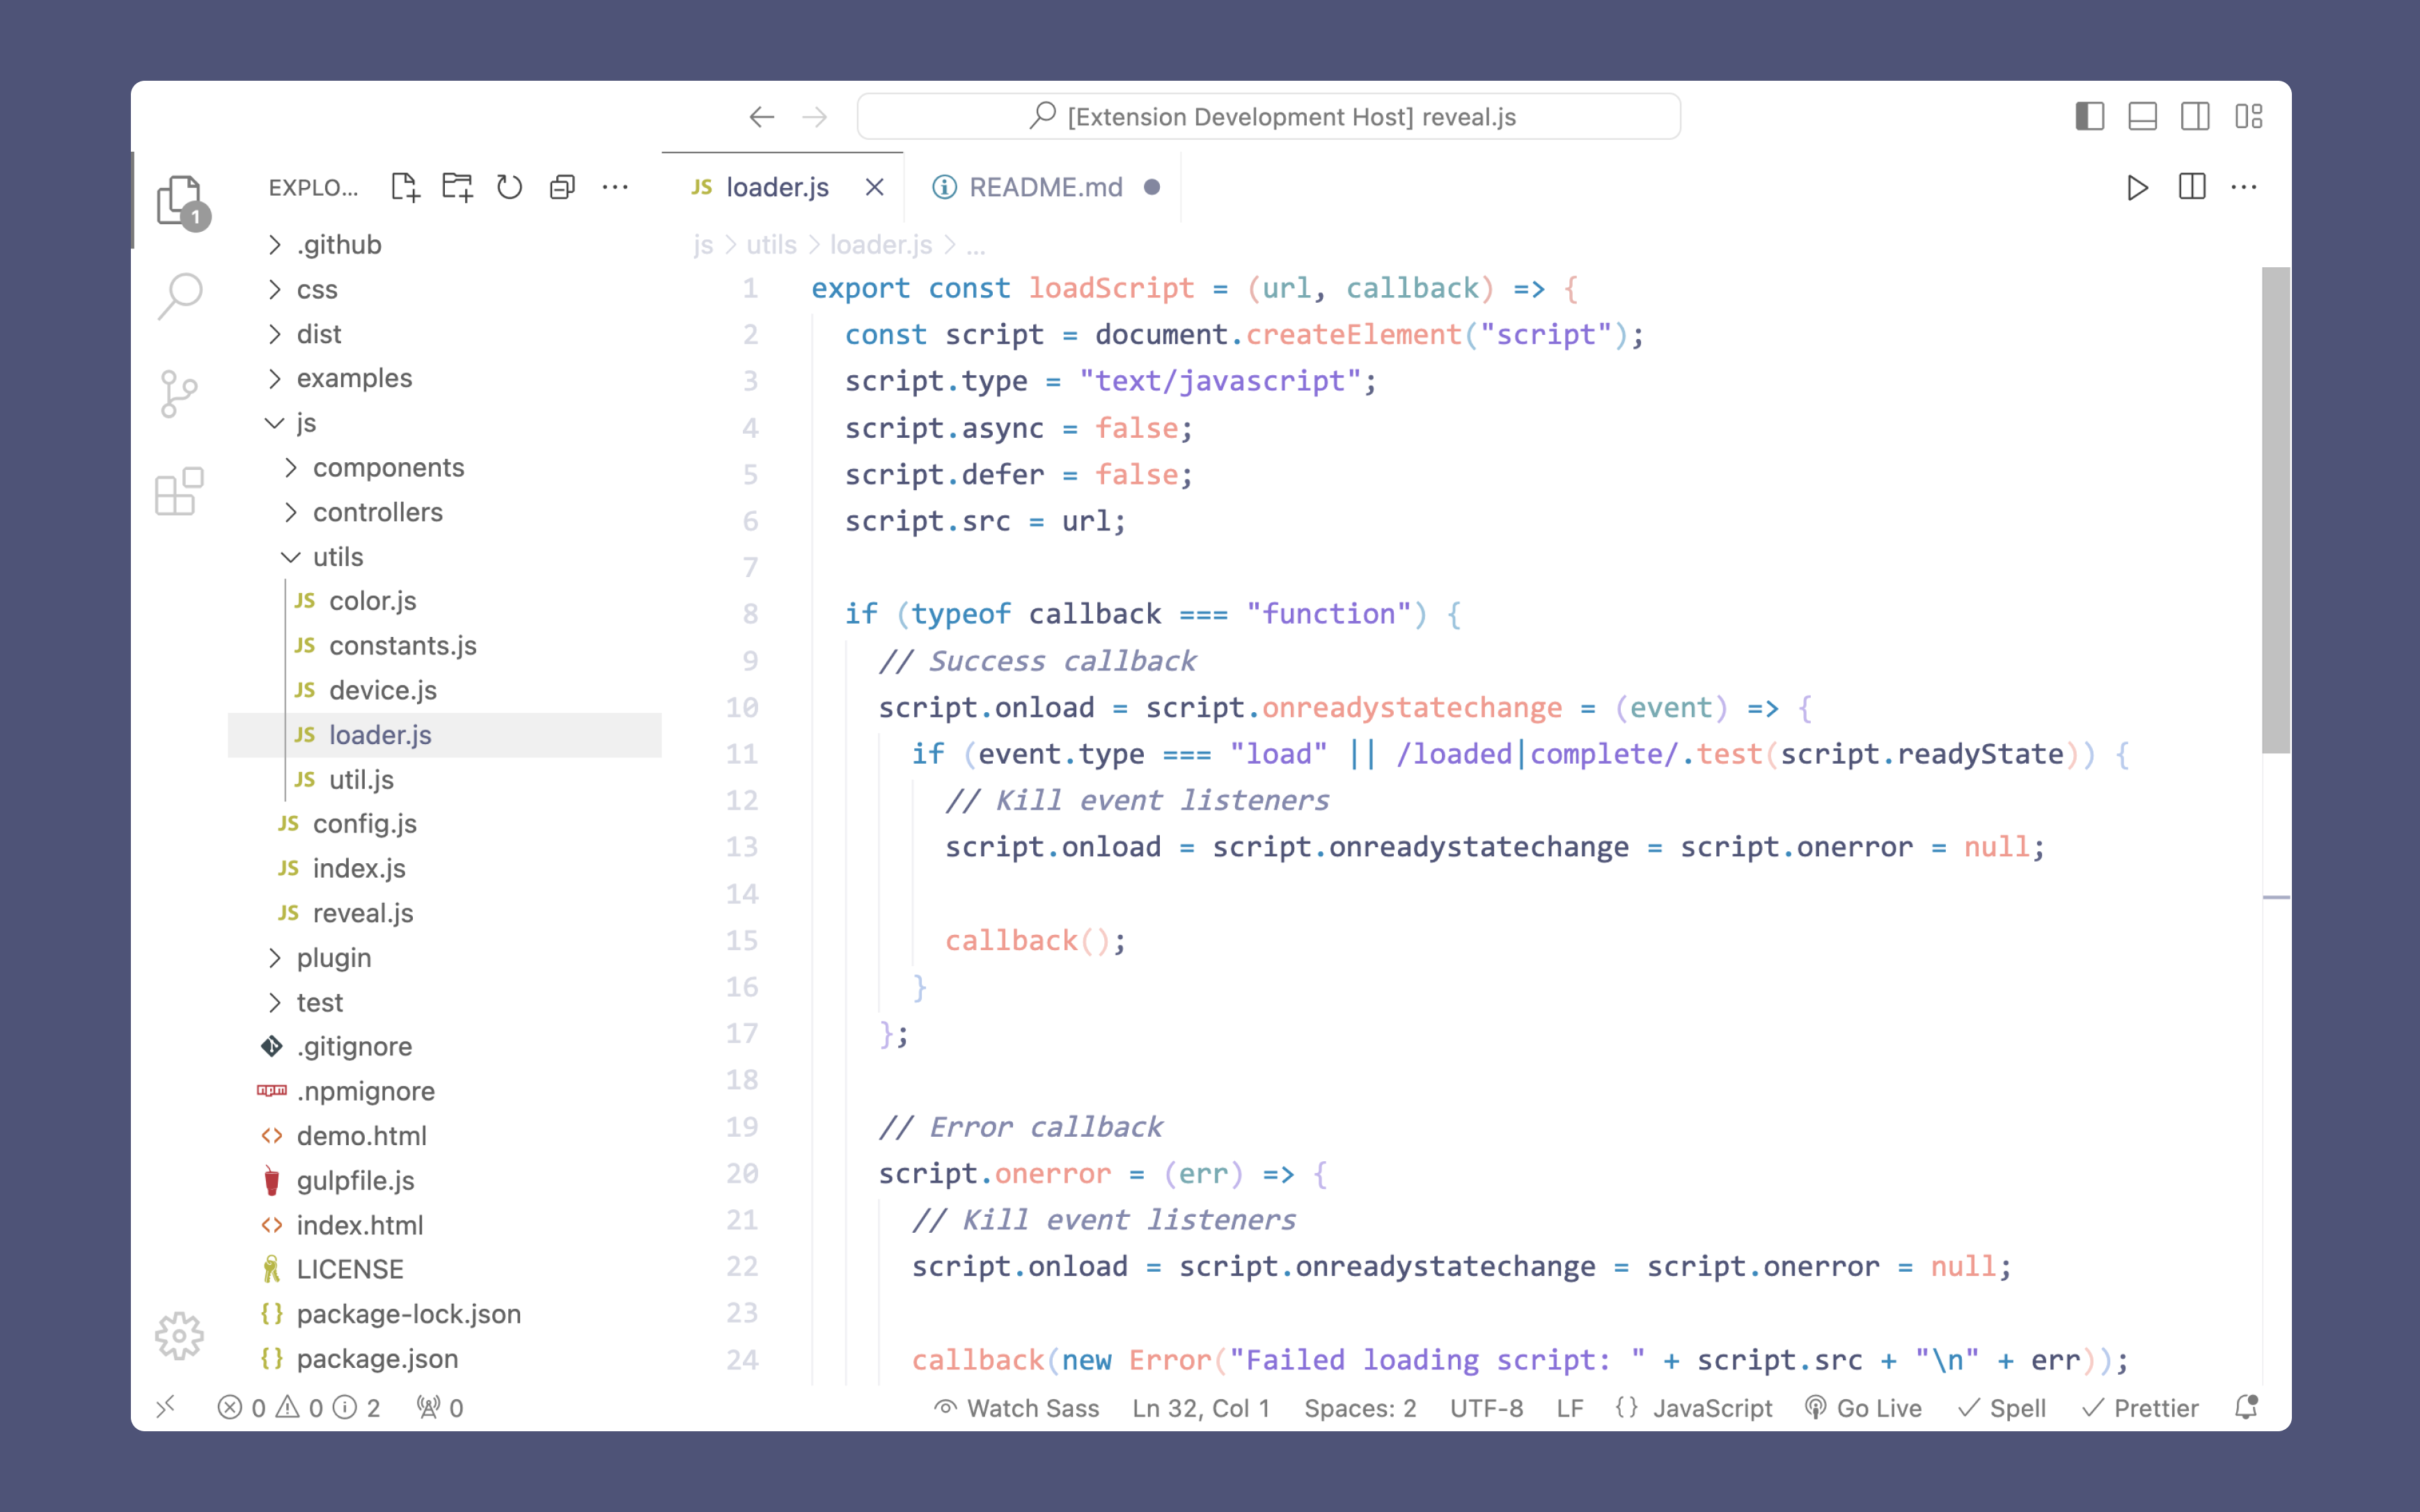 [Extension Development Host] reveal.js
1
EXPLO...
.github
css
dist
examples
js
components
controllers
utils
JS color.js
JS constants.js
JS device.js
JS loader.js
JS util.js
JS config.js
JS index.js
JS reveal.js
plugin
test
.gitignore
npm .npmignore
<> demo.html
gulpfile.js
<> index.html
LICENSE
{} package-lock.json
{} package.json
JS loader.js
README.md
js > utils > loader.js > ...
1 export const loadScript = (url, callback) => {
2 const script = document.createElement("script");
3 script.type = "text/javascript";
4 script.async = false;
5 script.defer = false;
6 script.src = url;
7
8 if (typeof callback === "function") {
9 // Success callback
10 script.onload = script.onreadystatechange = (event) => {
11 if (event.type === "load" || /loaded|complete/.test(script.readyState)) {
12 // Kill event listeners
13 script.onload = script.onreadystatechange = script.onerror = null;
14
15 callback();
16 }
17 };
18
19 // Error callback
20 script.onerror = (err) => {
21 // Kill event listeners
22 script.onload = script.onreadystatechange = script.onerror = null;
23
24 callback(new Error("Failed loading script: " + script.src + "\n" + err));
0 0 2 0 Watch Sass Ln 32, Col 1 Spaces: 2 UTF-8 LF {} JavaScript Go Live Spell Prettier